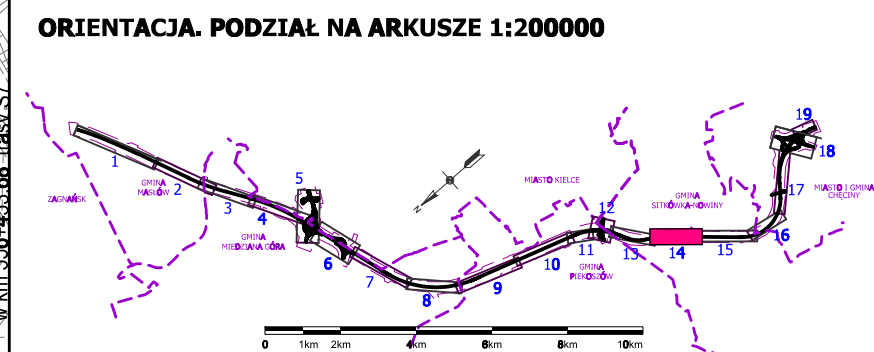 ORIENTACJA. PODZIAŁ NA ARKUSZE 1:200000
19
18
1
GMINA
MASŁÓW
2
ZAGNAŃSK
3
4
5
GMINA
MIEDZIANA GÓRA
6
7
8
9
10
11
12
13
14
15
16
17
N
MIASTO KIELCE
GMINA
SITKÓWKA-NOWINY
MIASTO I GMINA
CHĘCINY
GMINA
PIEKOSZÓW
0 1km 2km 4km 6km 8km 10km